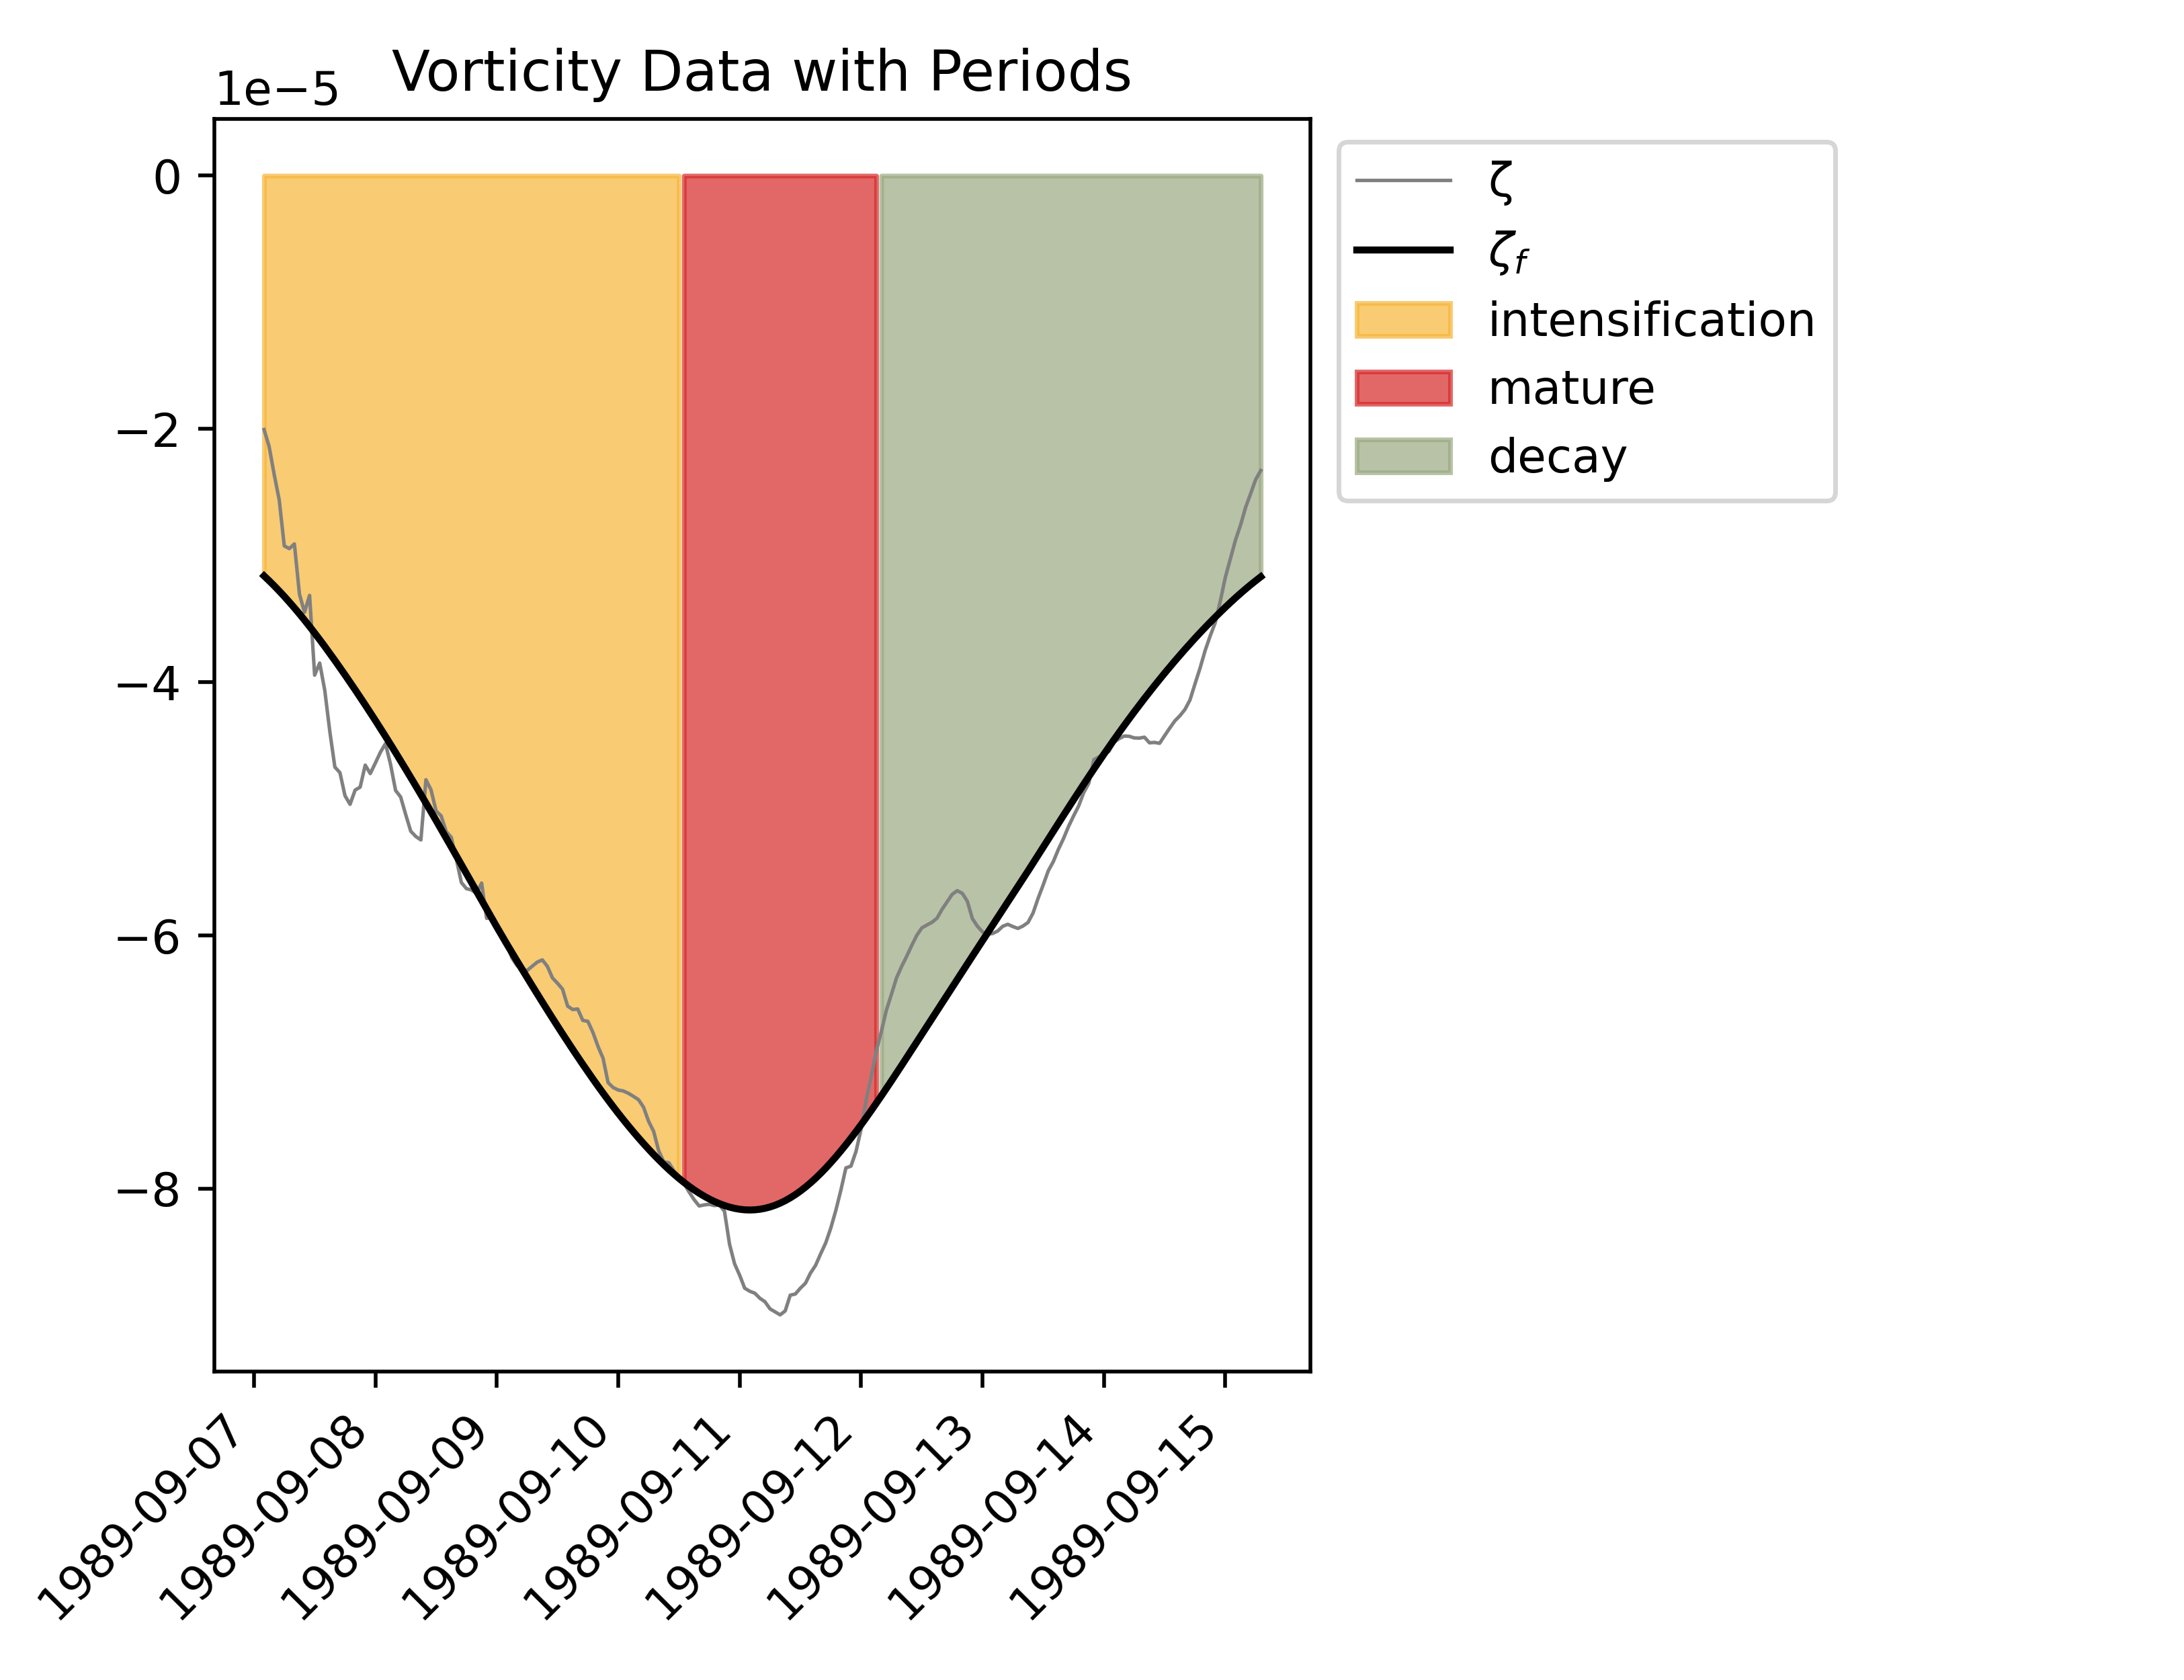 Vorticity Data with Periods
1e−5
0
−2
−4
−6
−8
1989-09-07
1989-09-08
1989-09-09
1989-09-10
1989-09-11
1989-09-12
1989-09-13
1989-09-14
1989-09-15
ζ
ζf
intensification
mature
decay